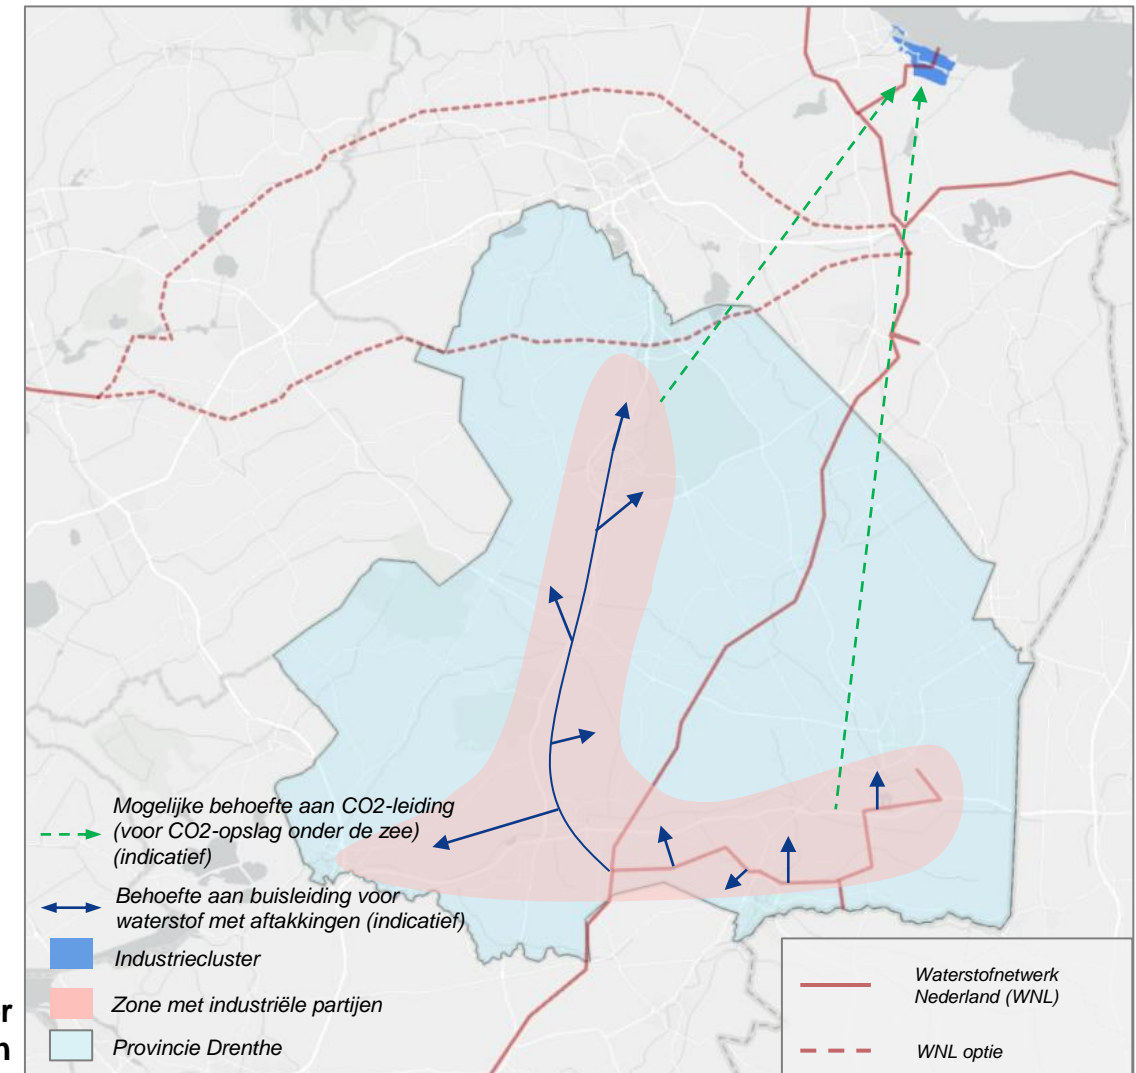 Mogelijke behoefte aan CO2-leiding
(voor CO2-opslag onder de zee)
(indicatief)
Behoefte aan buisleiding voor
waterstof met aftakkingen (indicatief)
Industriecluster
Zone met industriële partijen
Provincie Drenthe
Waterstofnetwerk
Nederland (WNL)
WNL optie